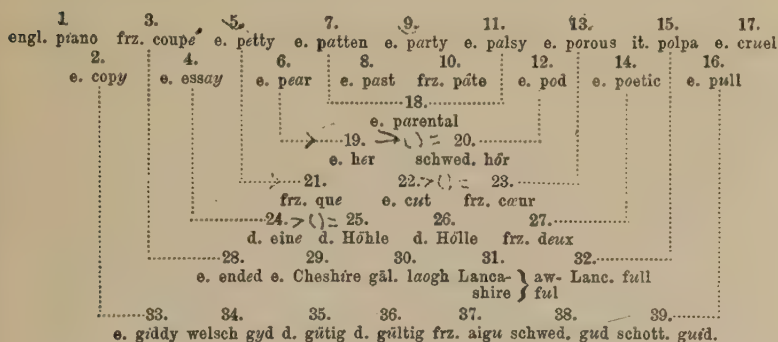 1 3. 5. 7. 9. 11. 13. 15. 17.
engl. piano frz. coupé e. petty e. patten e. party e. palsy e. porous it. polpa e. cruel
2. 4. 6. 8. 10. 12. 14. 16.
e. copy e. essay e. pear e. past frz. pâte e. pod e. poetic e. pull
18.
e. parental
19. > () = 20.
e. her schwed. hör
21. 22. > () = 23.
frz. que e. cut frz. cœur
24. > () = 25. 26. 27.
d. eine d. Höhle d. Hölle frz. deux
28. 29. 30. 31. 32.
e. ended e. Cheshire gäl. laogh Lanca- } aw- Lanc. full
shire } ful
33. 34. 35. 36. 37. 38. 39.
e. giddy welsch gyd d. gütig d. gültig frz. aigu schwed. gud schott. guid.